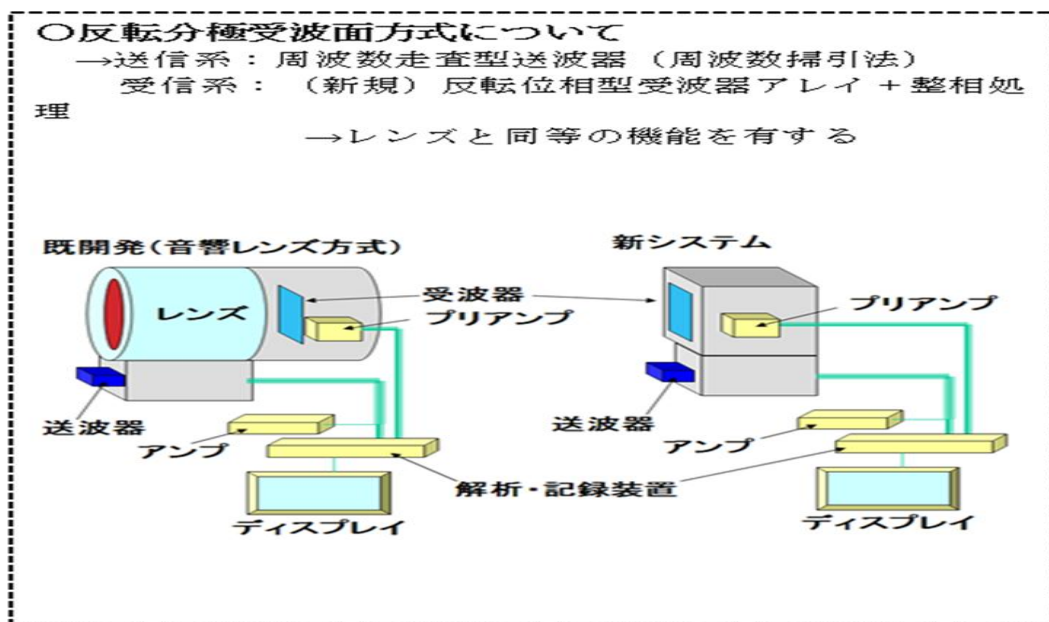 〇反転分極受波面方式について
→送信系：周波数走査型送波器（周波数掃引法）
受信系：（新規）反転位相型受波器アレイ＋整相処
理
→レンズと同等の機能を有する
既開発(音響レンズ方式)
新システム
レンズ
受波器
プリアンプ
プリアンプ
送波器
送波器
アンプ
アンプ
解析・記録装置
ディスプレイ
ディスプレイ